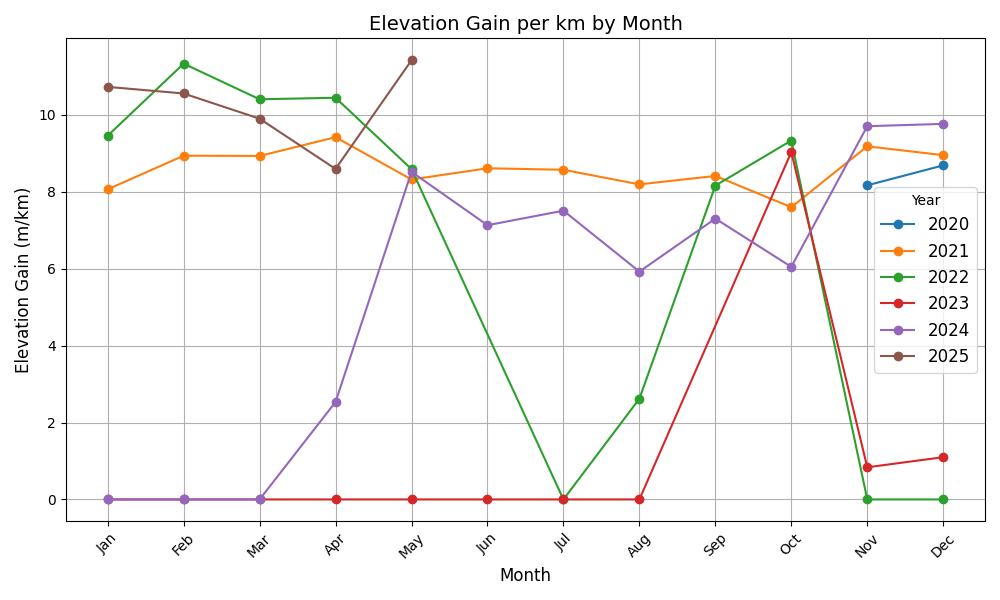 Elevation Gain per km by Month
Elevation Gain (m/km)
10
8
6
4
2
0
Year
2020
2021
2022
2023
2024
2025
Jan
Feb
Mar
Apr
May
Jun
Jul
Aug
Sep
Oct
Nov
Dec
Month